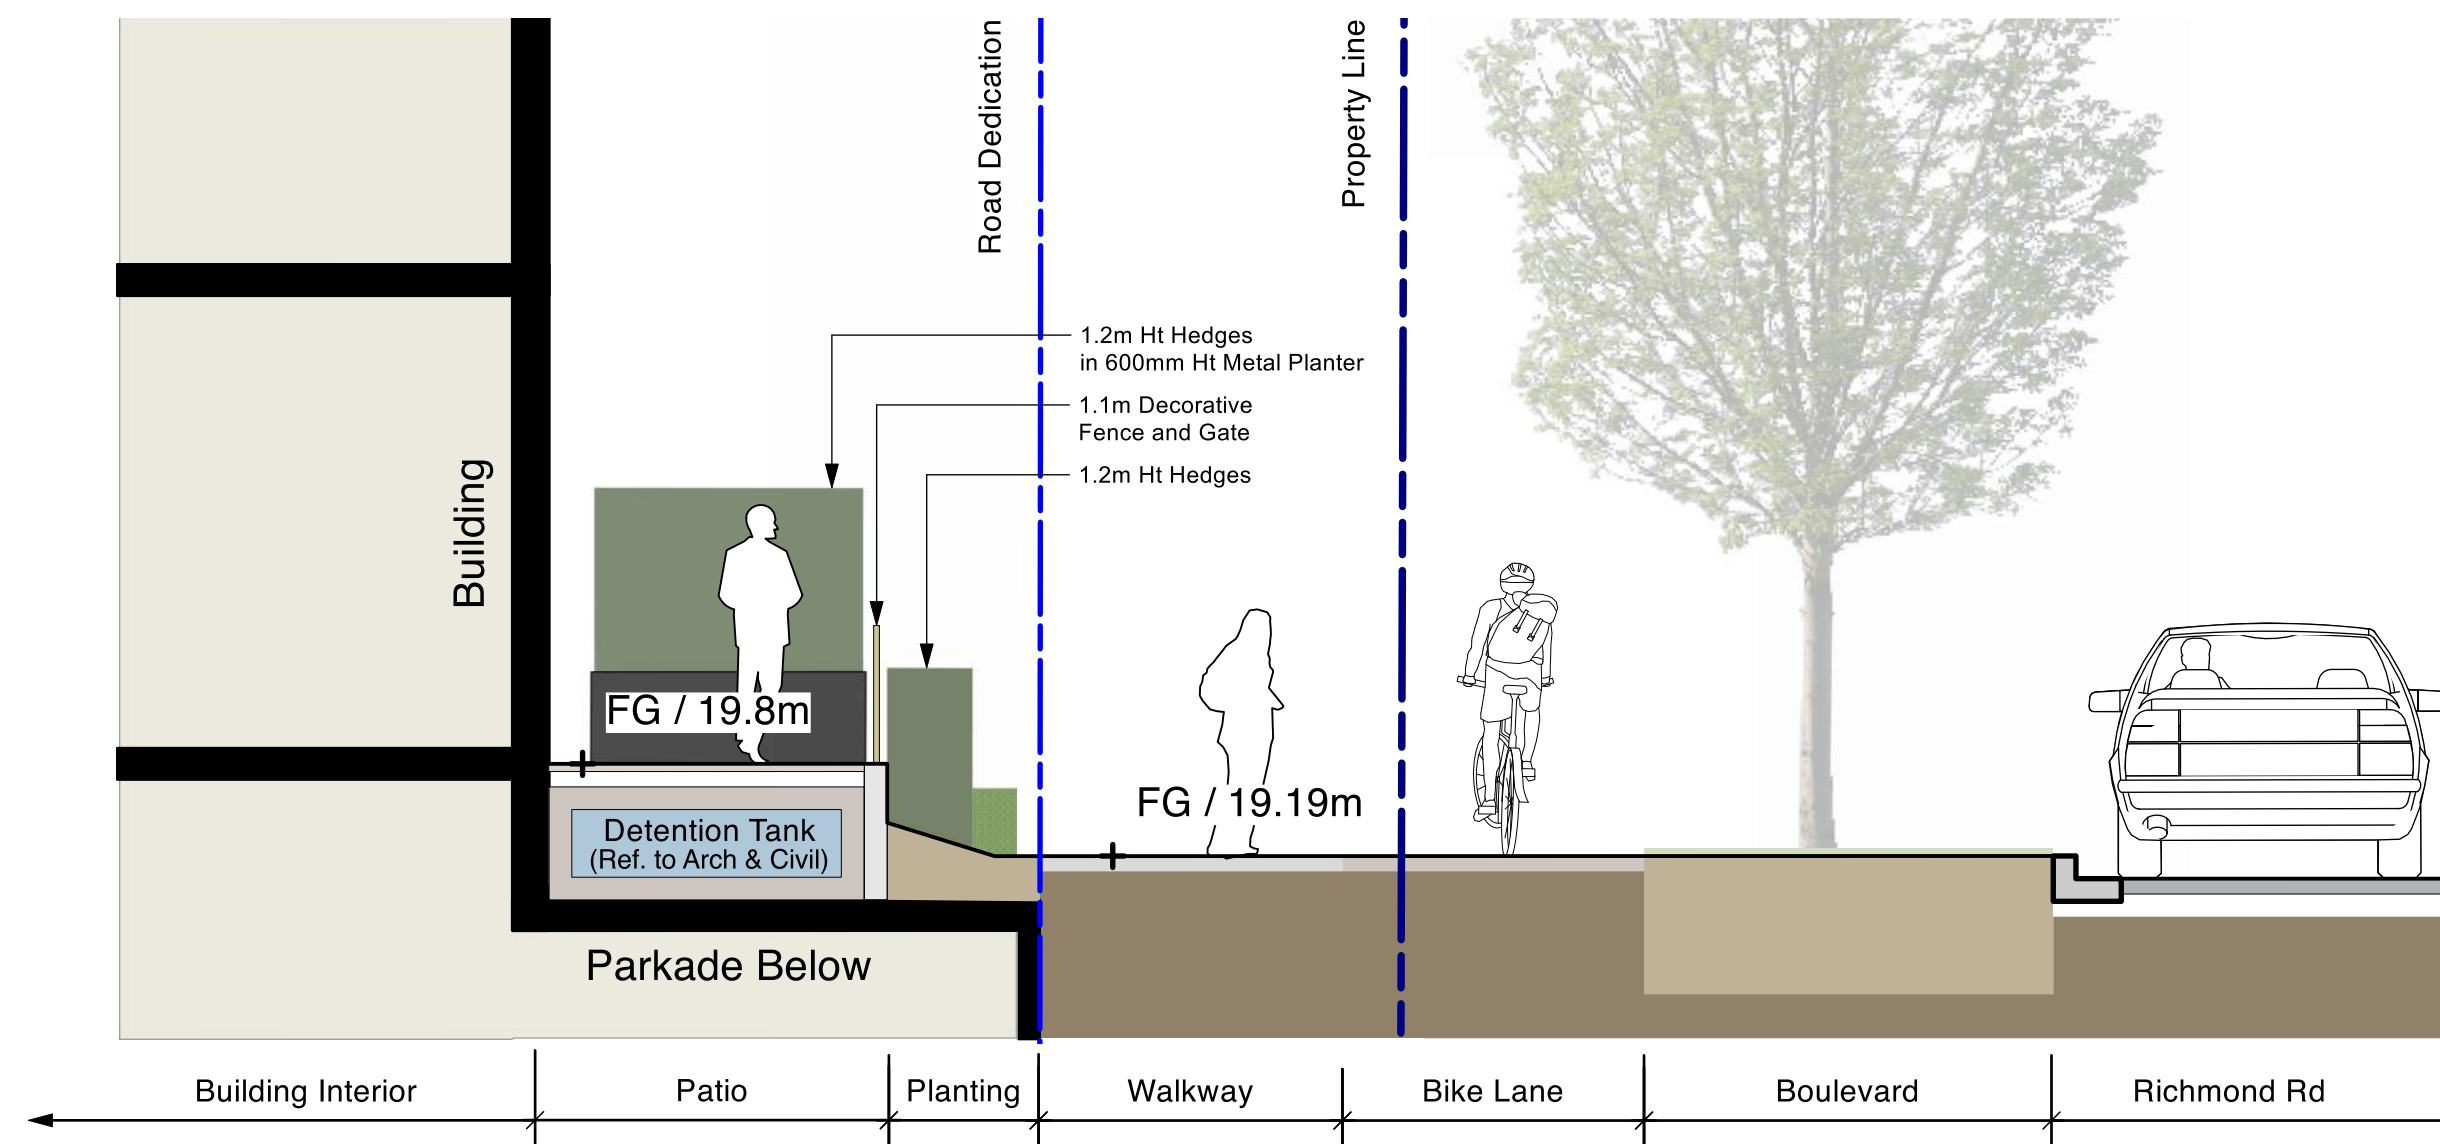 Road Dedication
Property Line
1.2m Ht Hedges
in 600mm Ht Metal Planter
1.1m Decorative
Fence and Gate
1.2m Ht Hedges
Building
FG / 19.8m
FG / 19.19m
Detention Tank
(Ref. to Arch & Civil)
Parkade Below
Building Interior
Patio
Planting
Walkway
Bike Lane
Boulevard
Richmond Rd